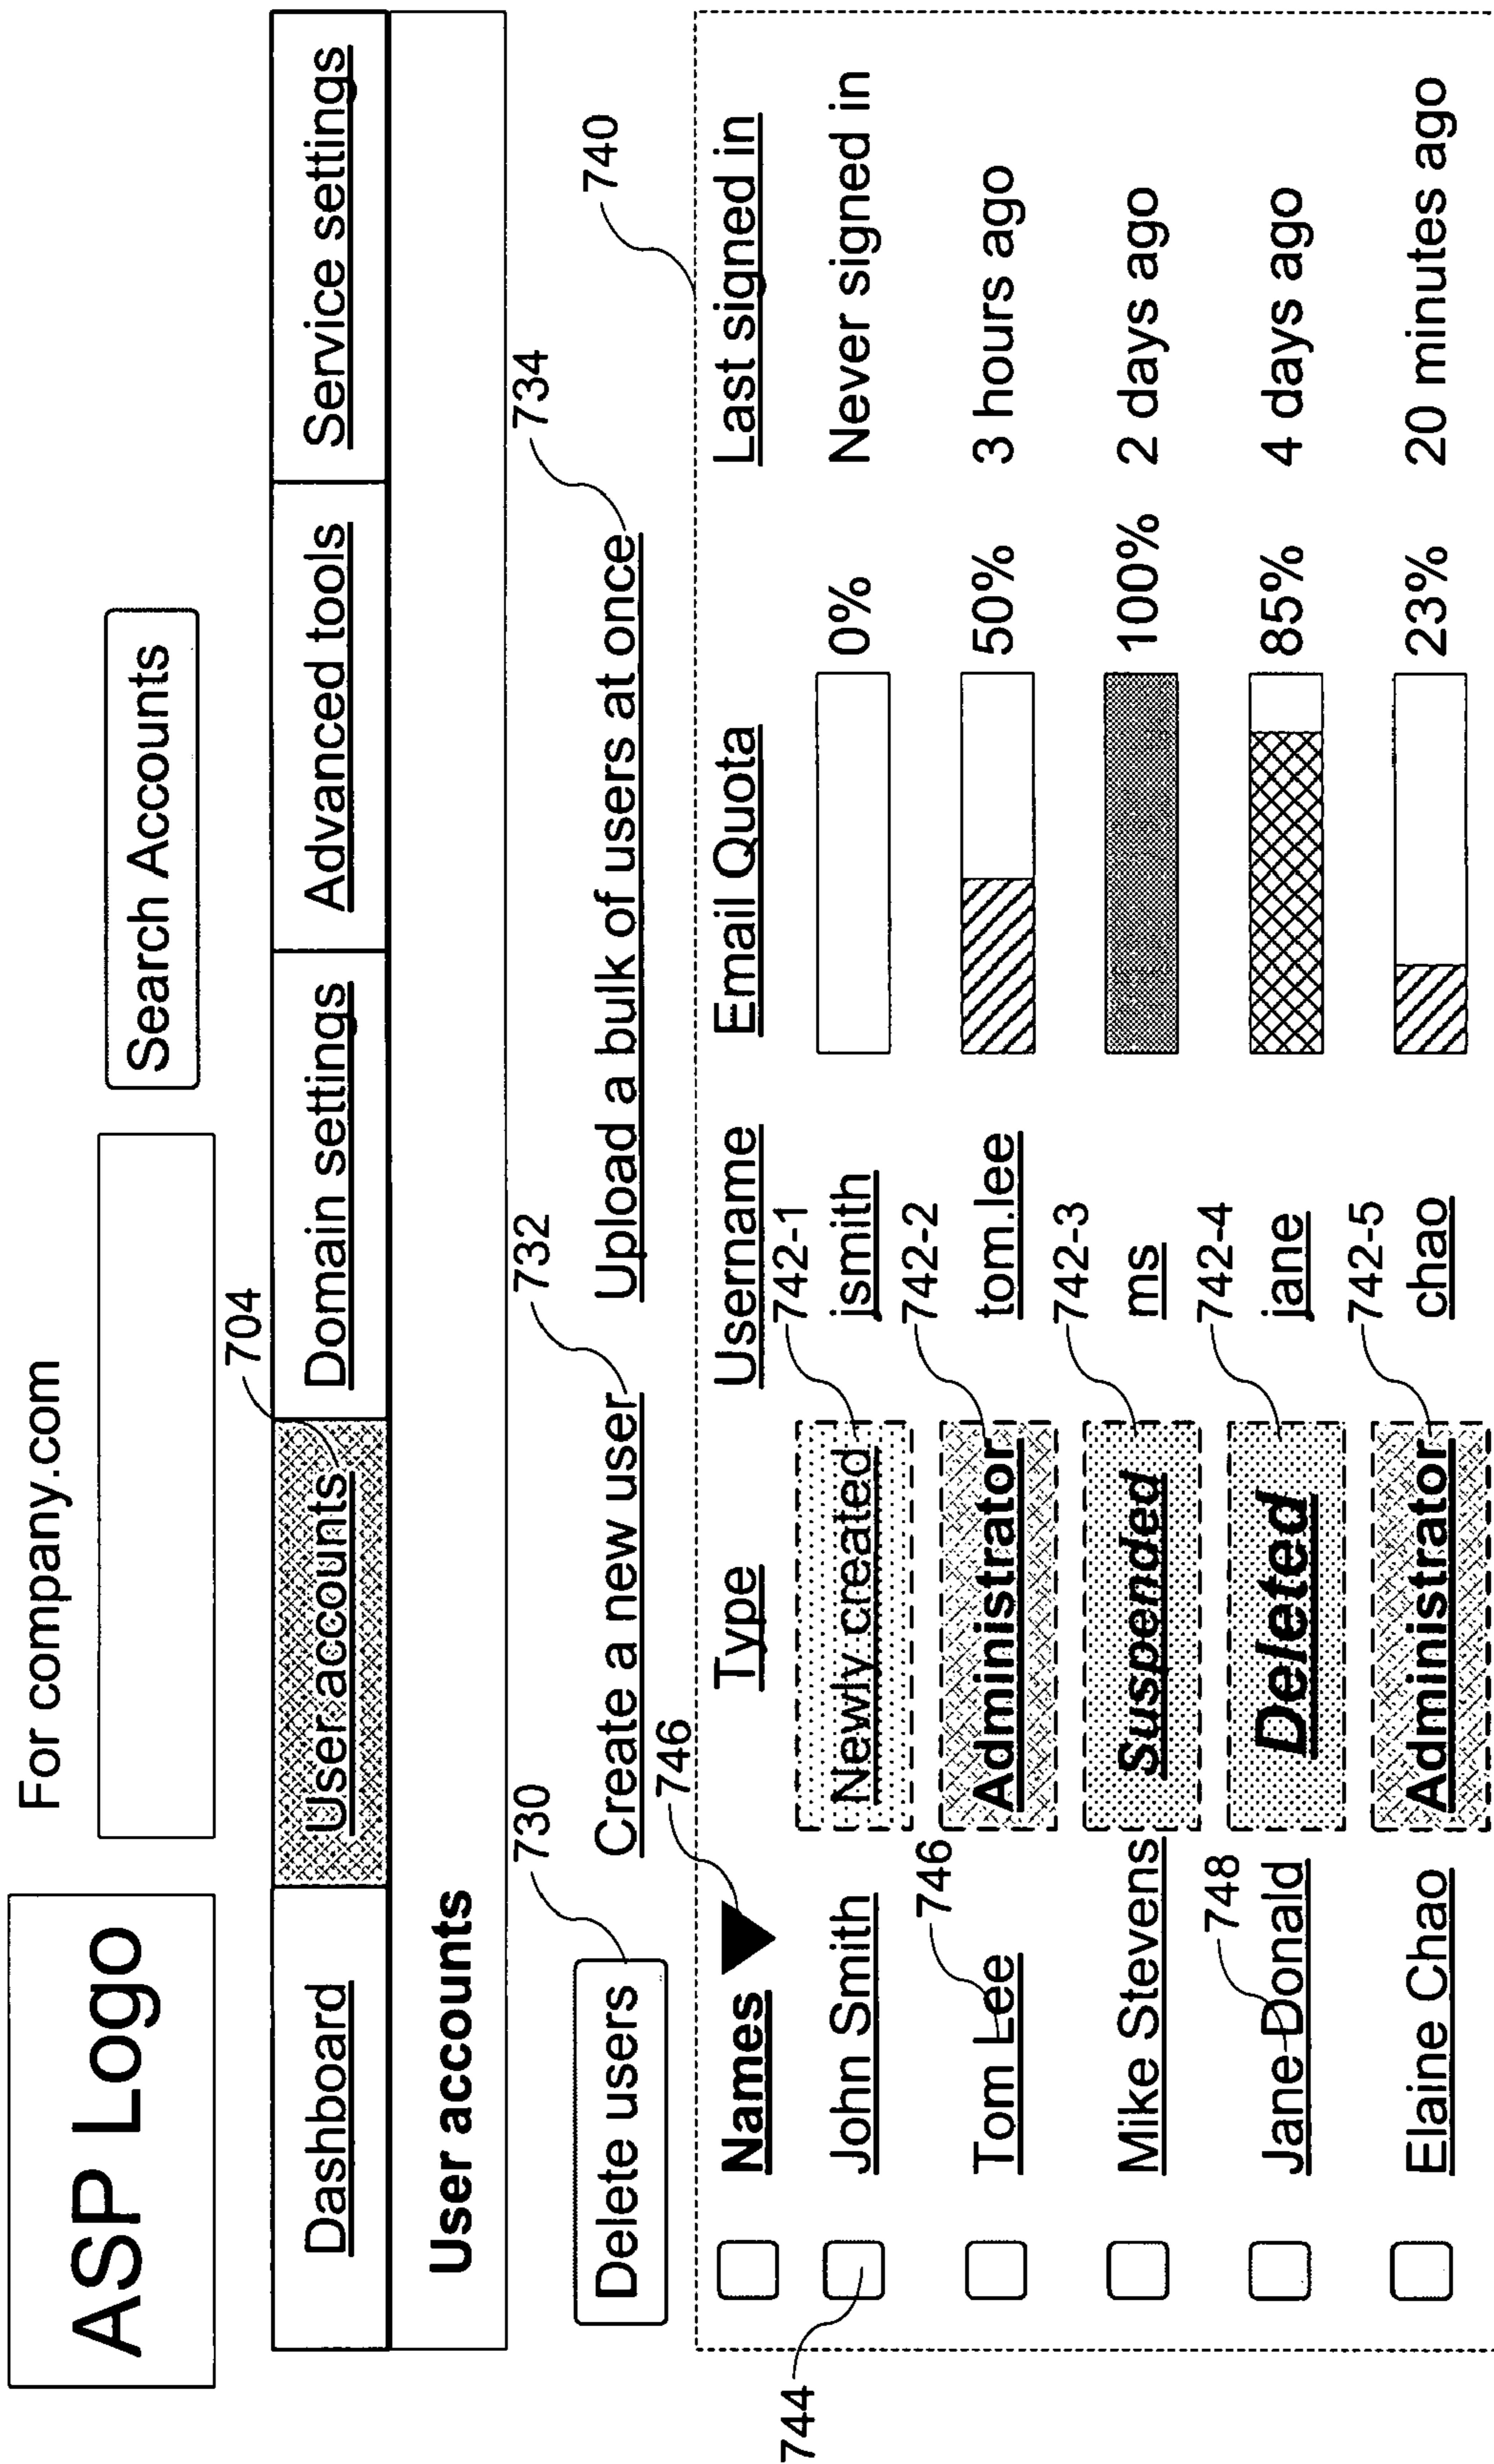 ASP Logo
For company.com
Search Accounts
704
Dashboard User accounts Domain settings Advanced tools Service settings
User accounts
730 732 734
Delete users Create a new user Upload a bulk of users at once
746 740
Names Type Username Email Quota Last signed in
744 742-1
John Smith Newly created jsmith 0% Never signed in
746 742-2
Tom Lee Administrator tom.lee 50% 3 hours ago
742-3
Mike Stevens Suspended ms 100% 2 days ago
748 742-4
Jane Donald Deleted jane 85% 4 days ago
742-5
Elaine Chao Administrator chao 23% 20 minutes ago